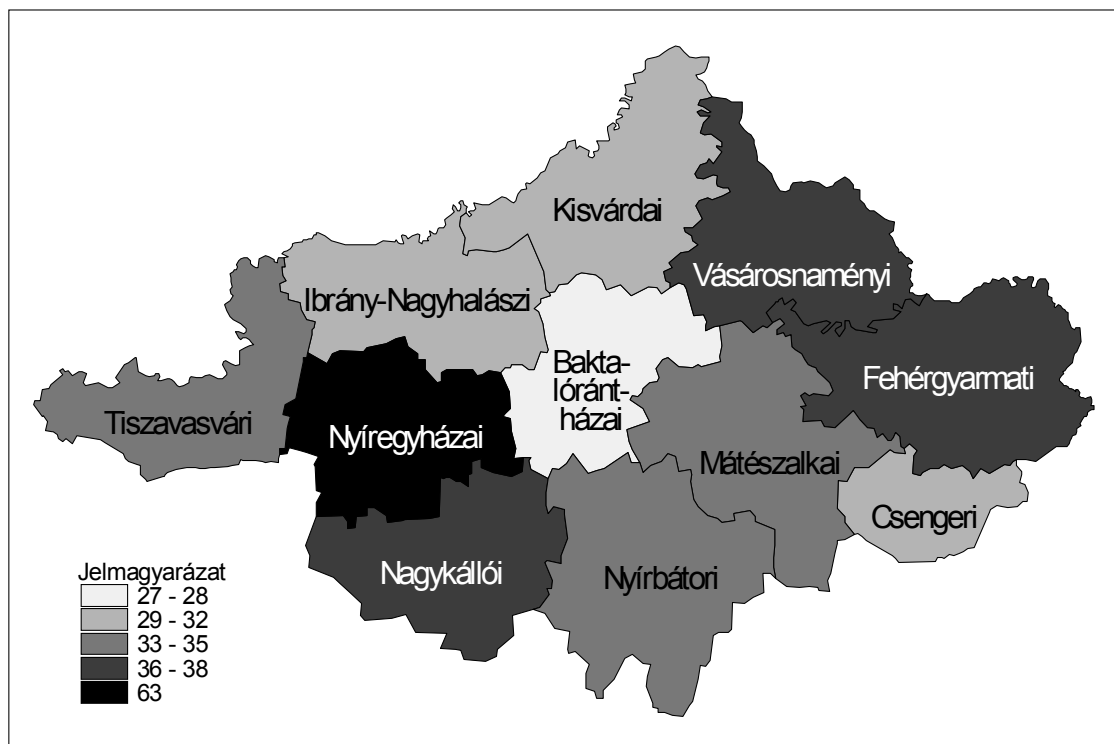 Kisvárdai
Vásárosnaményi
Ibrány-Nagyhalászi
Bakta-
lóránt-
házai
Fehérgyarmati
Tiszavasvári
Nyíregyházai
Mátészalkai
Csengeri
Nagykállói
Nyírbátori
Jelmagyarázat
27 - 28
29 - 32
33 - 35
36 - 38
63